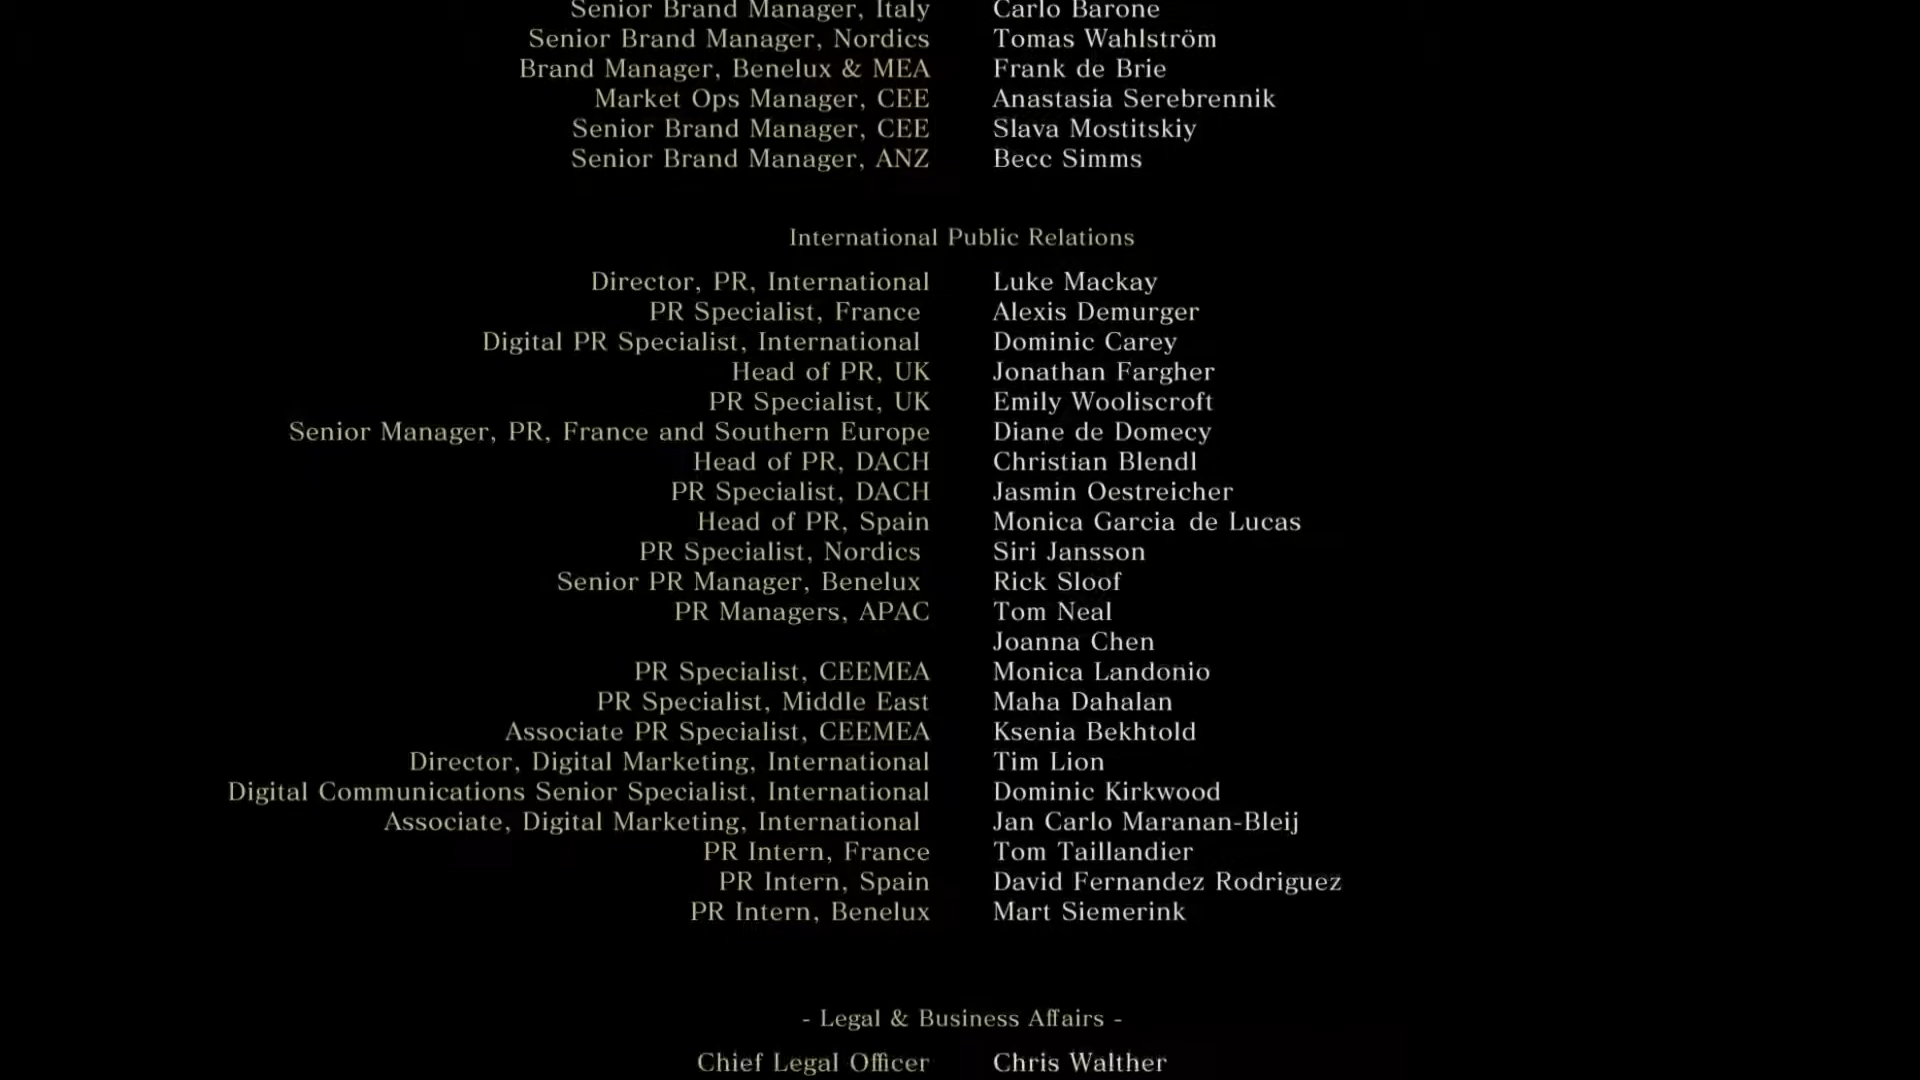 Senior Brand Manager, Italy Carlo Barone
Senior Brand Manager, Nordics Tomas Wahlström
Brand Manager, Benelux & MEA Frank de Brie
Market Ops Manager, CEE Anastasia Serebrennik
Senior Brand Manager, CEE Slava Mostitskiy
Senior Brand Manager, ANZ Becc Simms
International Public Relations
Director, PR, International Luke Mackay
PR Specialist, France Alexis Demurger
Digital PR Specialist, International Dominic Carey
Head of PR, UK Jonathan Fargher
PR Specialist, UK Emily Wooliscroft
Senior Manager, PR, France and Southern Europe Diane de Domecy
Head of PR, DACH Christian Blendl
PR Specialist, DACH Jasmin Oestreicher
Head of PR, Spain Monica Garcia de Lucas
PR Specialist, Nordics Siri Jansson
Senior PR Manager, Benelux Rick Sloof
PR Managers, APAC Tom Neal
Joanna Chen
PR Specialist, CEEMEA Monica Landonio
PR Specialist, Middle East Maha Dahalan
Associate PR Specialist, CEEMEA Ksenia Bekhtold
Director, Digital Marketing, International Tim Lion
Digital Communications Senior Specialist, International Dominic Kirkwood
Associate, Digital Marketing, International Jan Carlo Maranan-Bleij
PR Intern, France Tom Taillandier
PR Intern, Spain David Fernandez Rodriguez
PR Intern, Benelux Mart Siemerink
- Legal & Business Affairs -
Chief Legal Officer Chris Walther